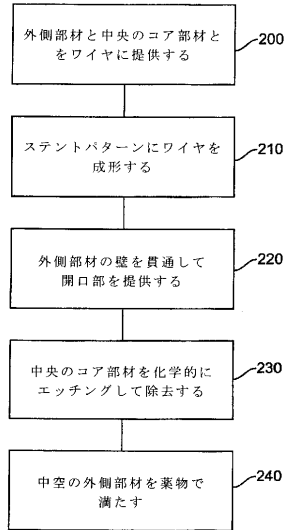 外側部材と中央のコア部材と
をワイヤに提供する
200
ステントパターンにワイヤを
成形する
210
外側部材の壁を貫通して
開口部を提供する
220
中央のコア部材を化学的に
エッチングして除去する
230
中空の外側部材を薬物で
満たす
240